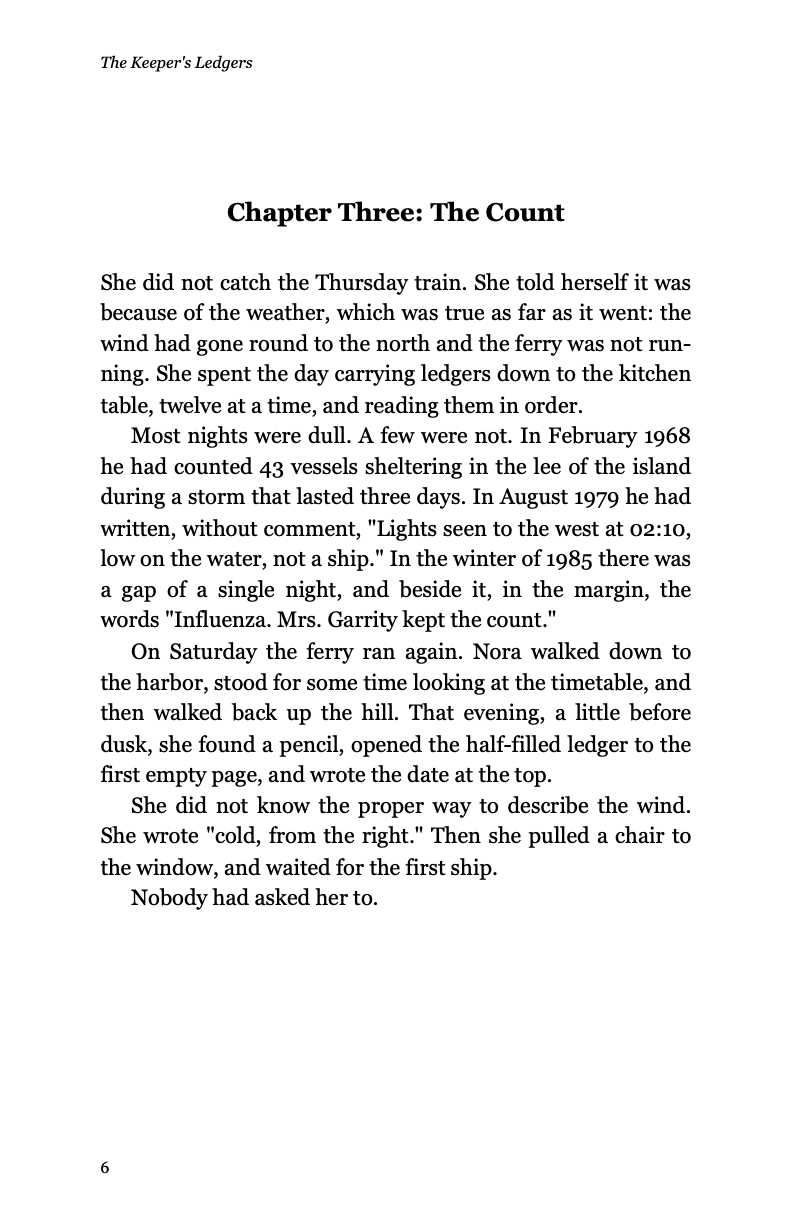 The Keeper's Ledgers
Chapter Three: The Count
She did not catch the Thursday train. She told herself it was
because of the weather, which was true as far as it went: the
wind had gone round to the north and the ferry was not run-
ning. She spent the day carrying ledgers down to the kitchen
table, twelve at a time, and reading them in order.
Most nights were dull. A few were not. In February 1968
he had counted 43 vessels sheltering in the lee of the island
during a storm that lasted three days. In August 1979 he had
written, without comment, "Lights seen to the west at 02:10,
low on the water, not a ship." In the winter of 1985 there was
a gap of a single night, and beside it, in the margin, the
words "Influenza. Mrs. Garrity kept the count."
On Saturday the ferry ran again. Nora walked down to
the harbor, stood for some time looking at the timetable, and
then walked back up the hill. That evening, a little before
dusk, she found a pencil, opened the half-filled ledger to the
first empty page, and wrote the date at the top.
She did not know the proper way to describe the wind.
She wrote "cold, from the right." Then she pulled a chair to
the window, and waited for the first ship.
Nobody had asked her to.
6